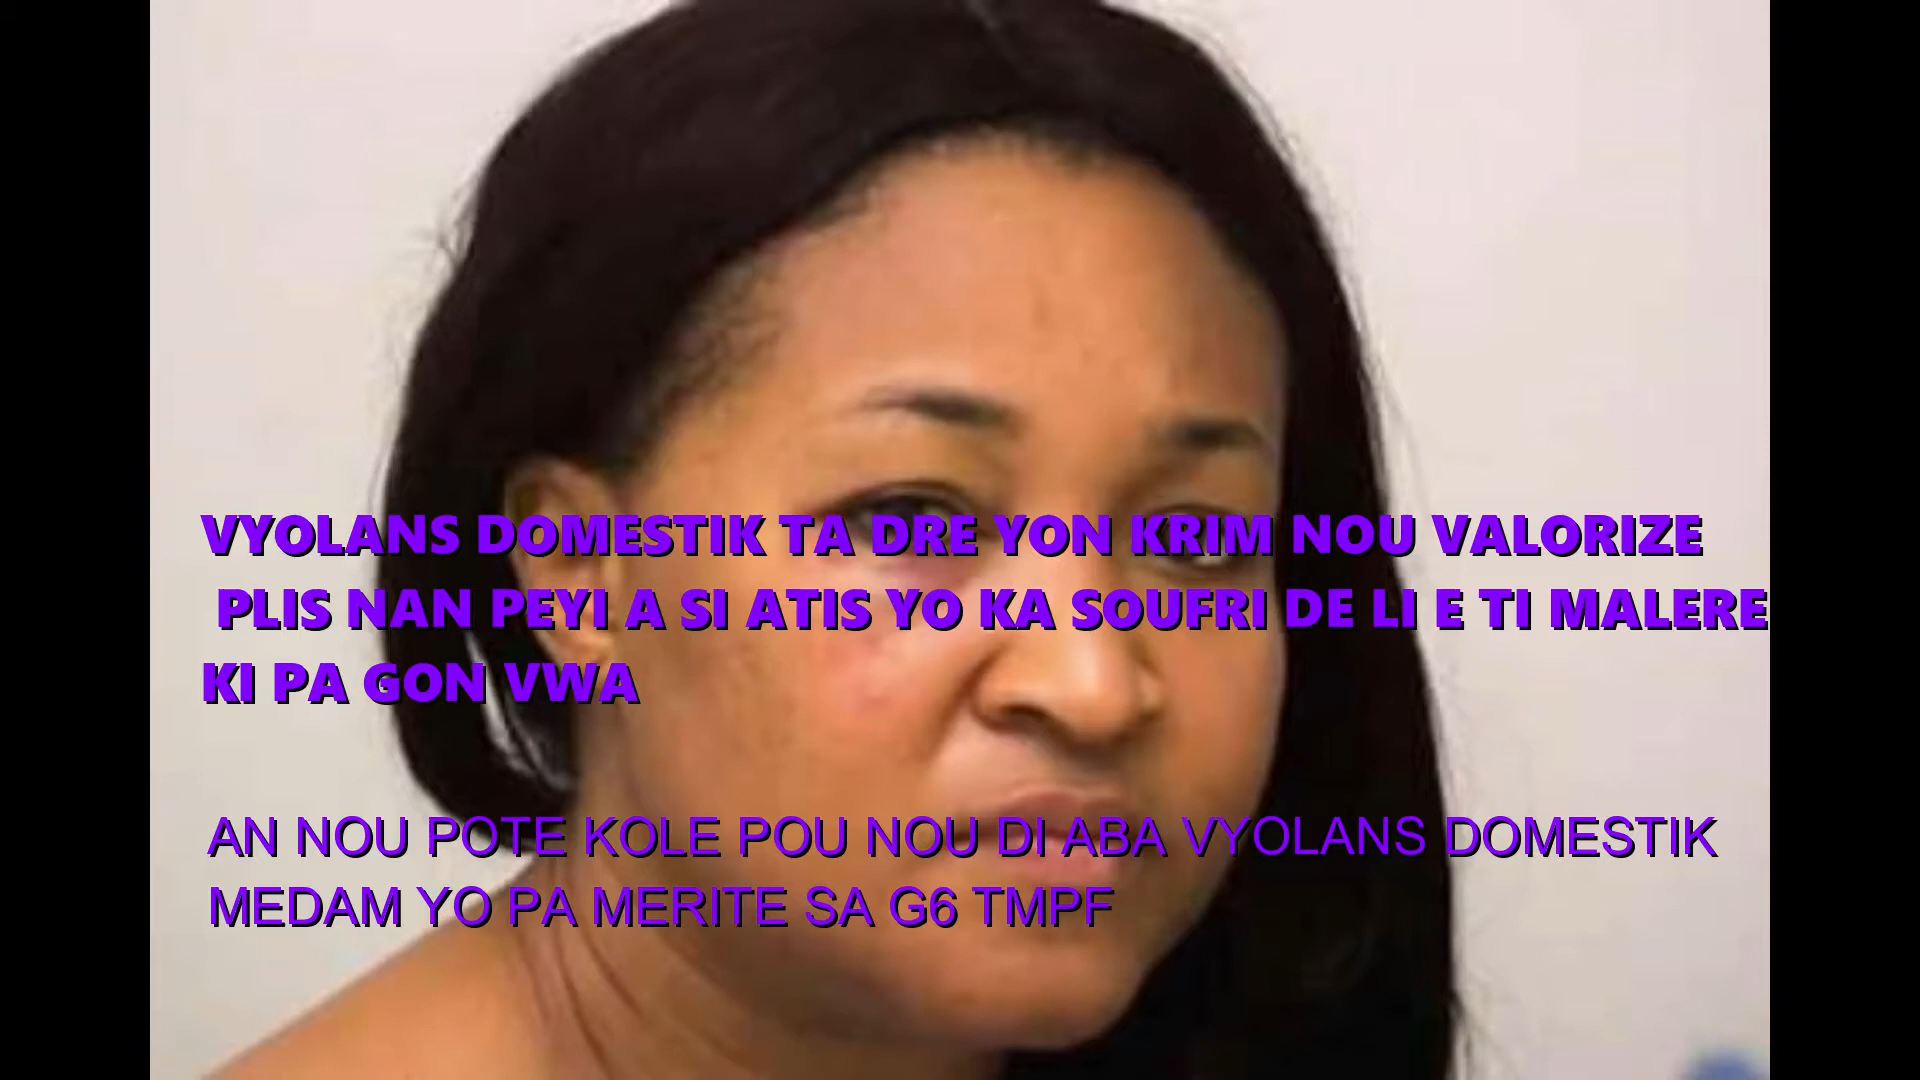 VYOLANS DOMESTIK TA DRE YON KRIM NOU VALORIZE
PLIS NAN PEYI A SI ATIS YO KA SOUFRI DE LI E TI MALERE
KI PA GON VWA
AN NOU POTE KOLE POU NOU DI ABA VYOLANS DOMESTIK
MEDAM YO PA MERITE SA G6 TMPF